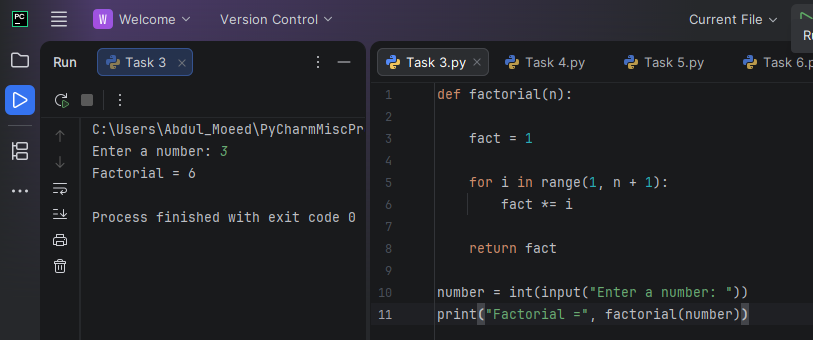 PC
W Welcome
Version Control
Current File
Run
Task 3
Task 3.py
Task 4.py
Task 5.py
C:\Users\Abdul_Moeed\PyCharmMiscPr
Enter a number: 3
Factorial = 6
Process finished with exit code 0
1 def factorial(n):
2
3 fact = 1
4
5 for i in range(1, n + 1):
6 fact *= i
7
8 return fact
9
10 number = int(input("Enter a number: "))
11 print("Factorial =", factorial(number))